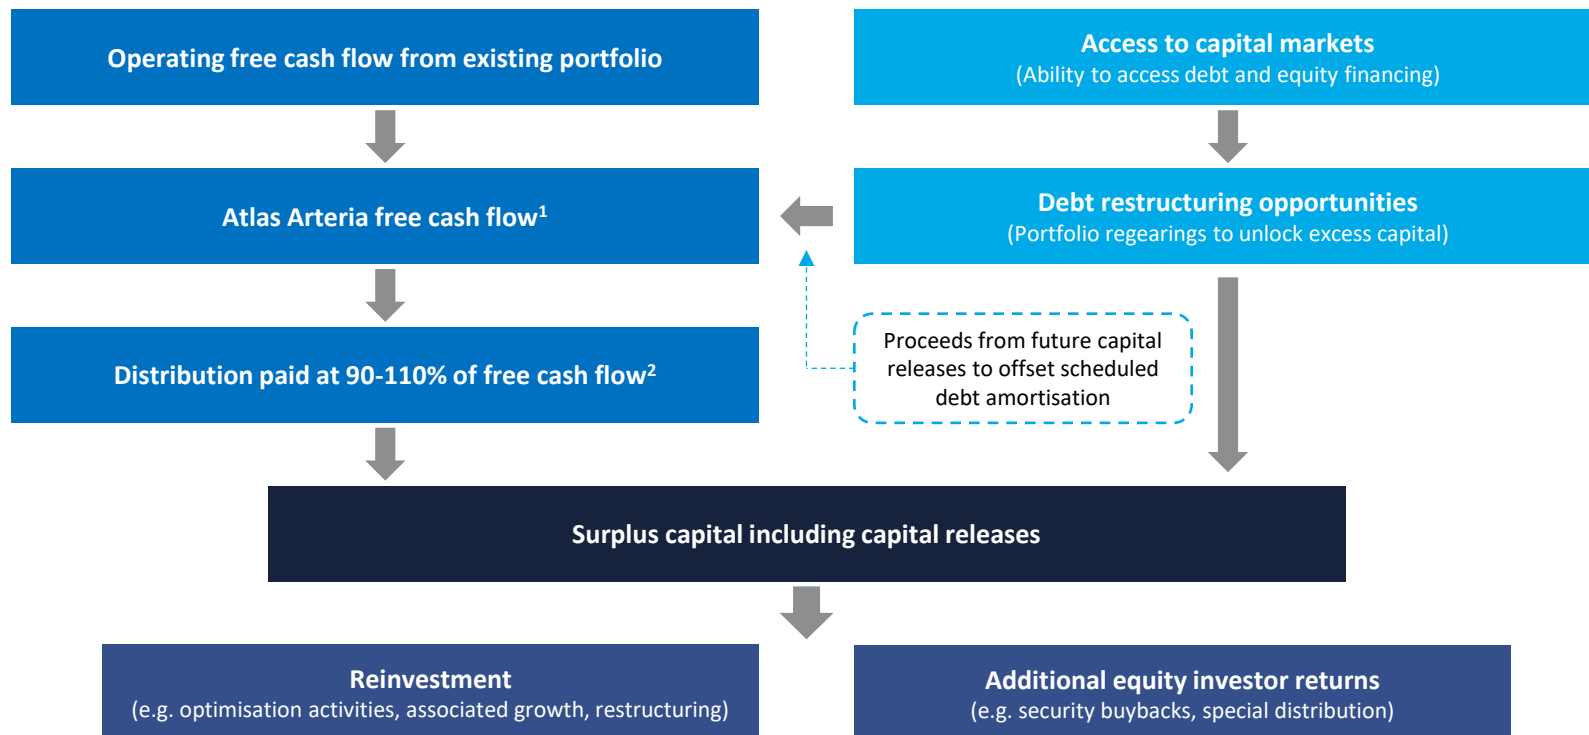 Operating free cash flow from existing portfolio
Access to capital markets
(Ability to access debt and equity financing)
Atlas Arteria free cash flow¹
Debt restructuring opportunities
(Portfolio regearings to unlock excess capital)
Distribution paid at 90-110% of free cash flow²
Proceeds from future capital
releases to offset scheduled
debt amortisation
Surplus capital including capital releases
Reinvestment
(e.g. optimisation activities, associated growth, restructuring)
Additional equity investor returns
(e.g. security buybacks, special distribution)